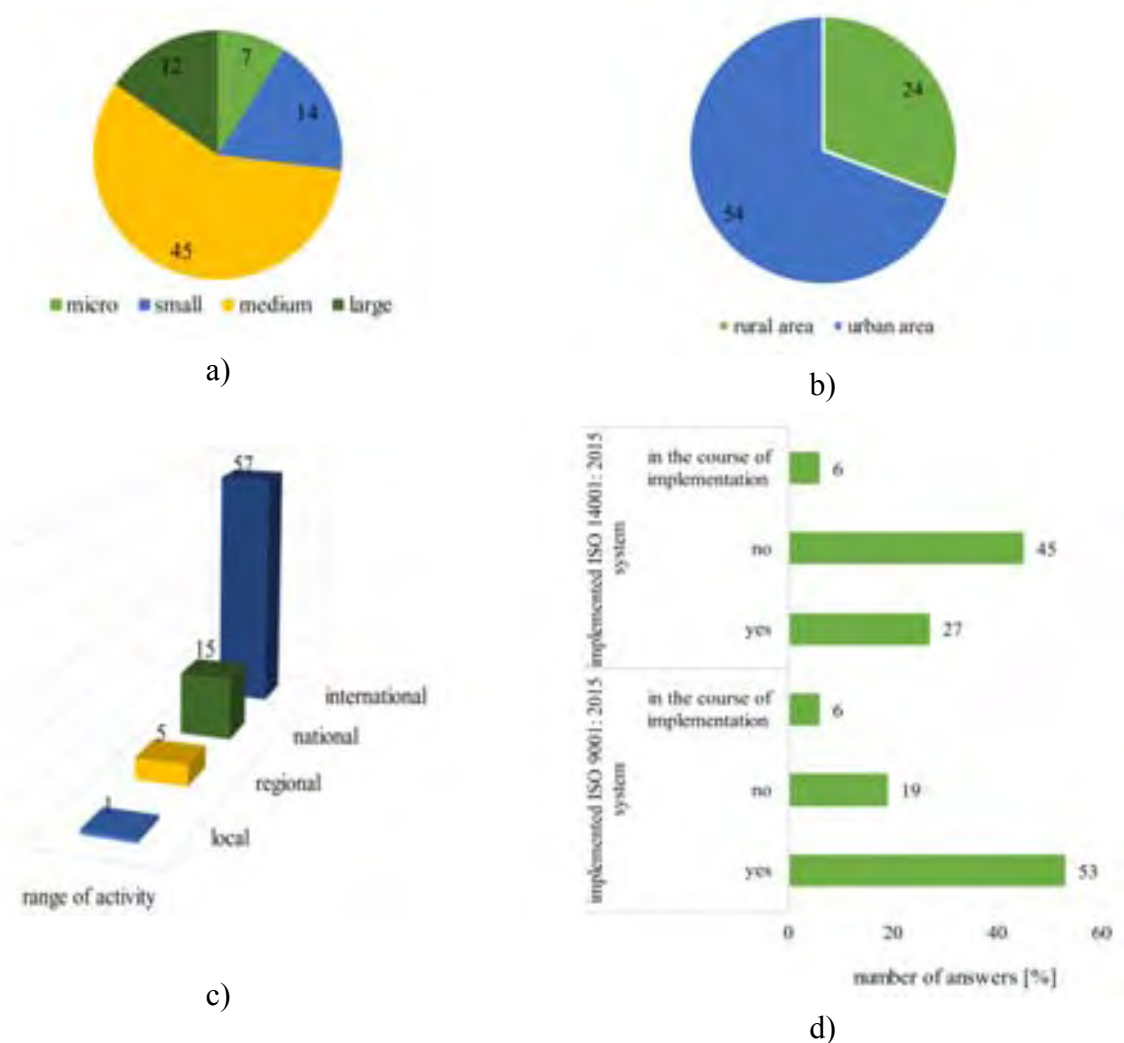 12
7
14
45
micro small medium large
a)
24
54
rural area urban area
b)
57
15
5
1
international
national
regional
local
range of activity
c)
implemented ISO 14001: 2015
system
in the course of
implementation
6
no
45
yes
27
implemented ISO 9001: 2015
system
in the course of
implementation
6
no
19
yes
53
0 20 40 60
number of answers [%]
d)